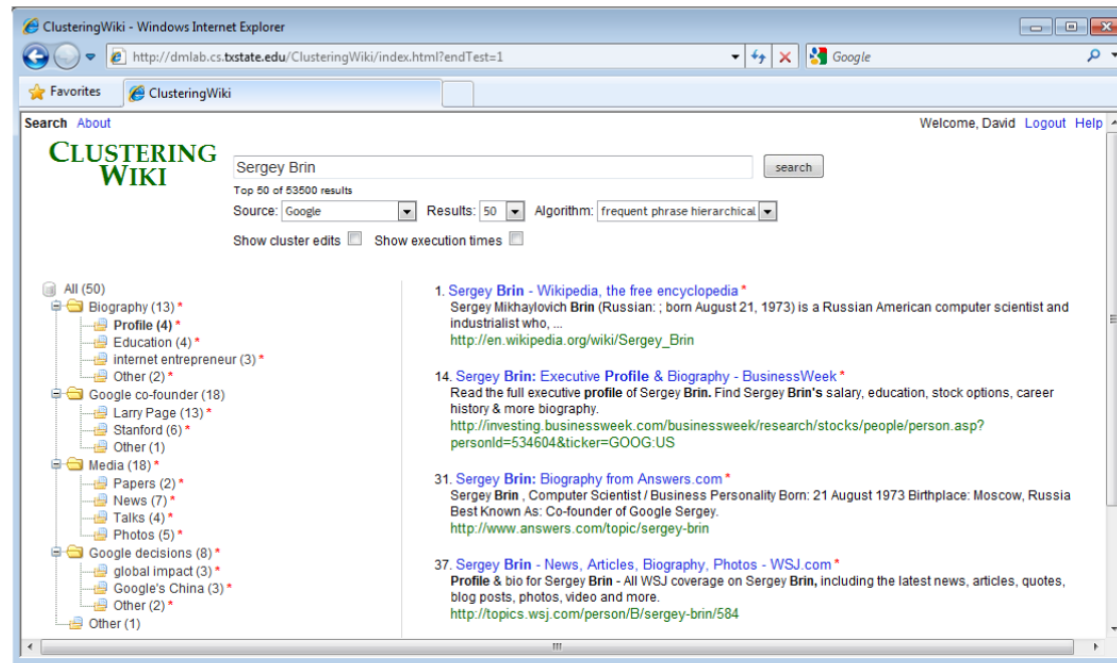 ClusteringWiki - Windows Internet Explorer
http://dmlab.cs.txstate.edu/ClusteringWiki/index.html?endTest=1
Google
Favorites
ClusteringWiki
Search About
Welcome, David Logout Help
CLUSTERING
WIKI
Sergey Brin
search
Top 50 of 53500 results
Source: Google Results: 50 Algorithm: frequent phrase hierarchical
Show cluster edits Show execution times
All (50)
Biography (13) *
Profile (4) *
Education (4) *
internet entrepreneur (3) *
Other (2) *
Google co-founder (18)
Larry Page (13) *
Stanford (6) *
Other (1)
Media (18) *
Papers (2) *
News (7) *
Talks (4) *
Photos (5) *
Google decisions (8) *
global impact (3) *
Google's China (3) *
Other (2) *
Other (1)
1. Sergey Brin - Wikipedia, the free encyclopedia *
Sergey Mikhaylovich Brin (Russian: ; born August 21, 1973) is a Russian American computer scientist and
industrialist who, ...
http://en.wikipedia.org/wiki/Sergey_Brin
14. Sergey Brin: Executive Profile & Biography - BusinessWeek *
Read the full executive profile of Sergey Brin. Find Sergey Brin's salary, education, stock options, career
history & more biography.
http://investing.businessweek.com/businessweek/research/stocks/people/person.asp?
personId=534604&ticker=GOOG:US
31. Sergey Brin: Biography from Answers.com *
Sergey Brin , Computer Scientist / Business Personality Born: 21 August 1973 Birthplace: Moscow, Russia
Best Known As: Co-founder of Google Sergey.
http://www.answers.com/topic/sergey-brin
37. Sergey Brin - News, Articles, Biography, Photos - WSJ.com *
Profile & bio for Sergey Brin - All WSJ coverage on Sergey Brin, including the latest news, articles, quotes,
blog posts, photos, video and more.
http://topics.wsj.com/person/B/sergey-brin/584